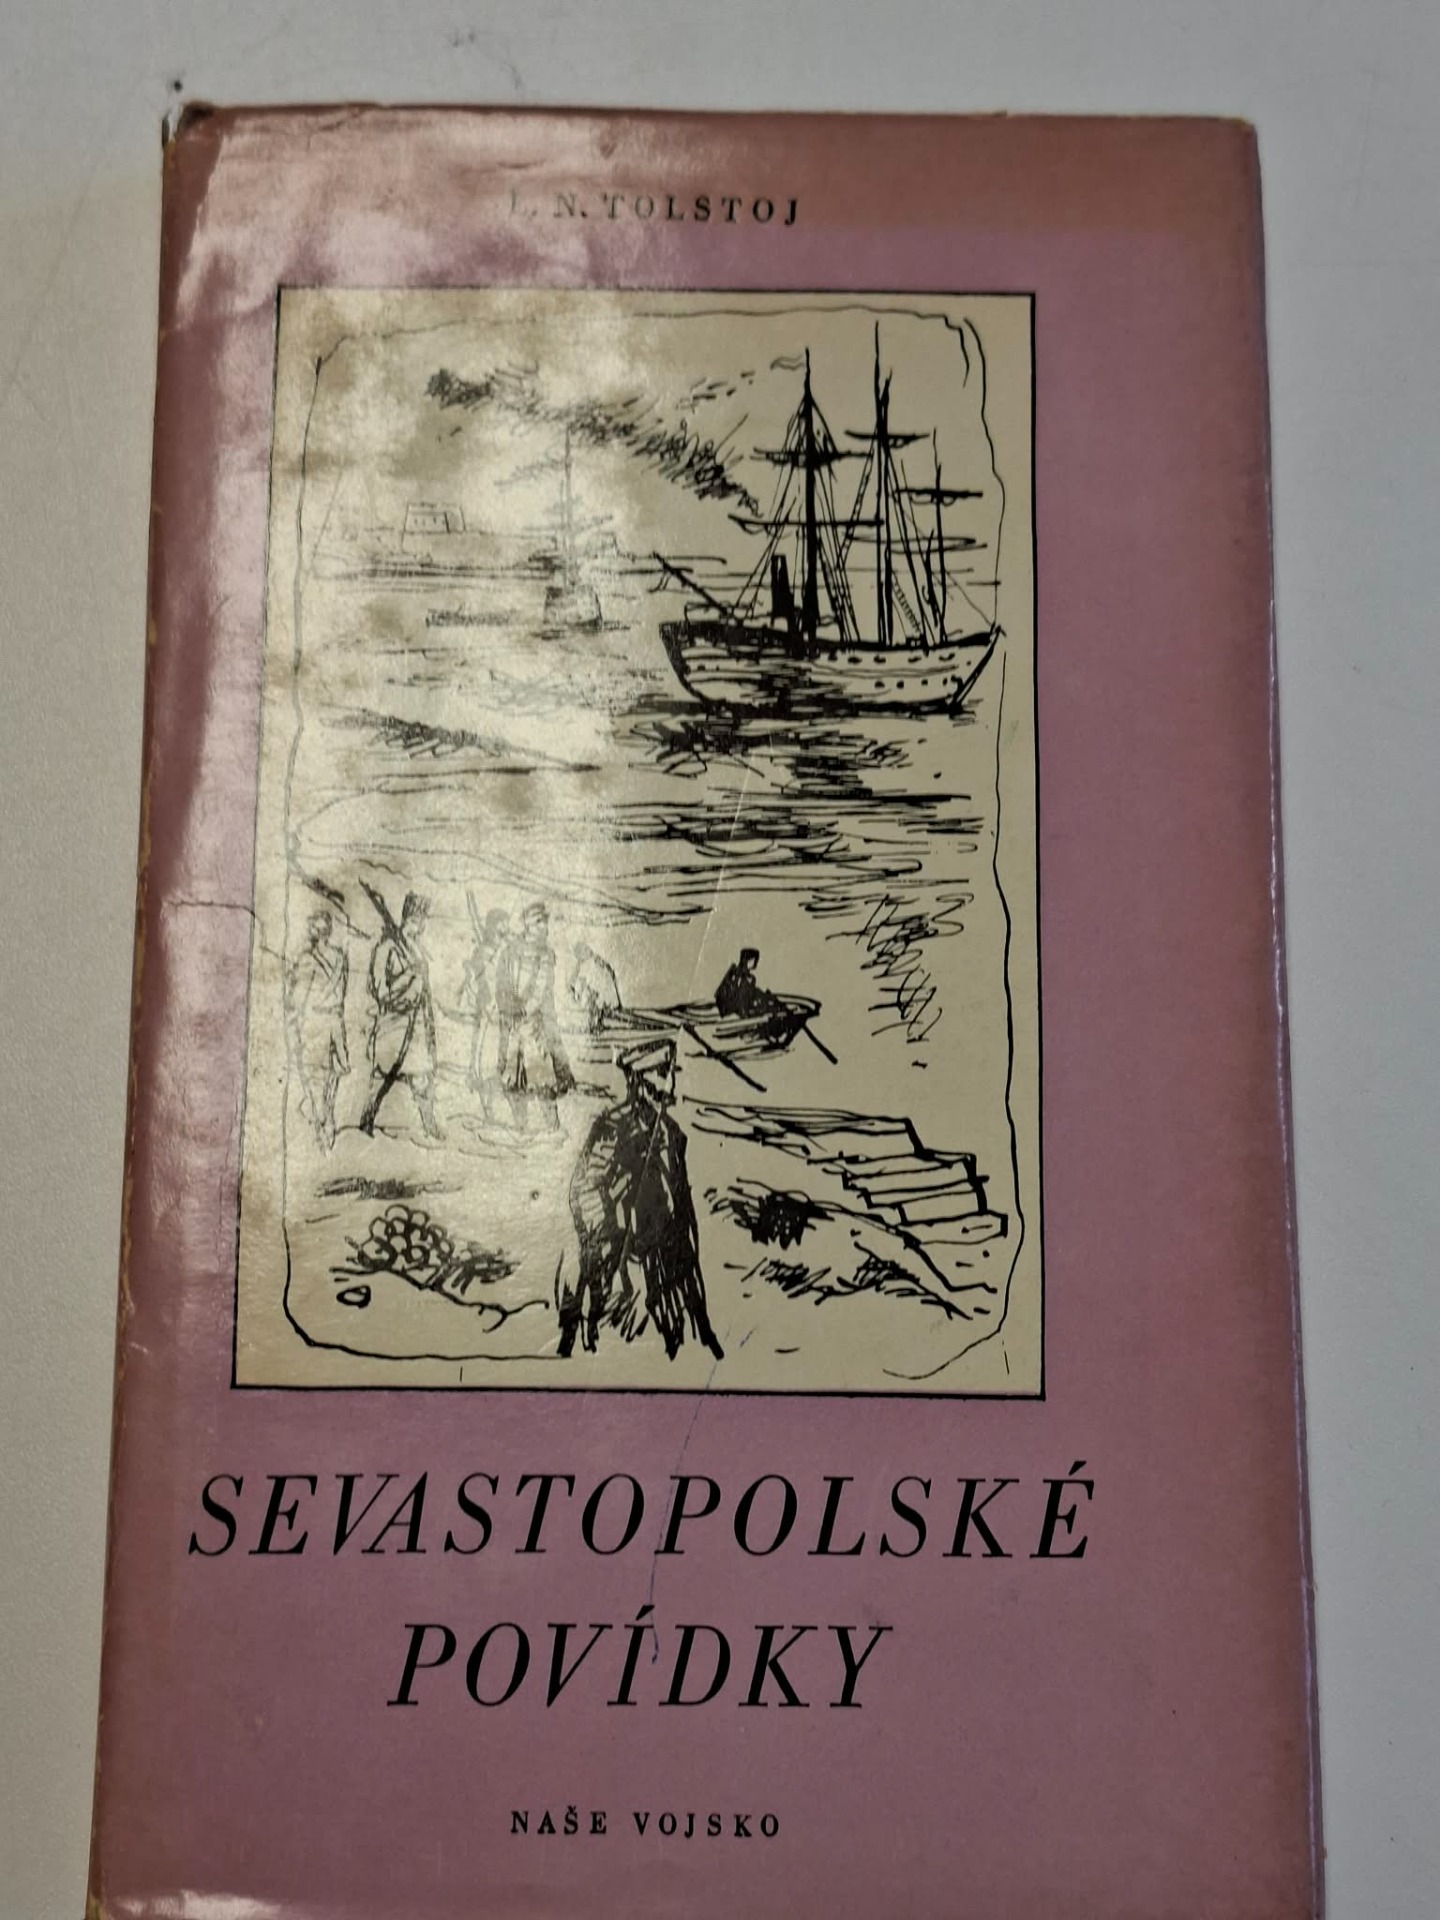 L. N. TOLSTOJ
SEVASTOPOLSKÉ
POVÍDKY
NAŠE VOJSKO